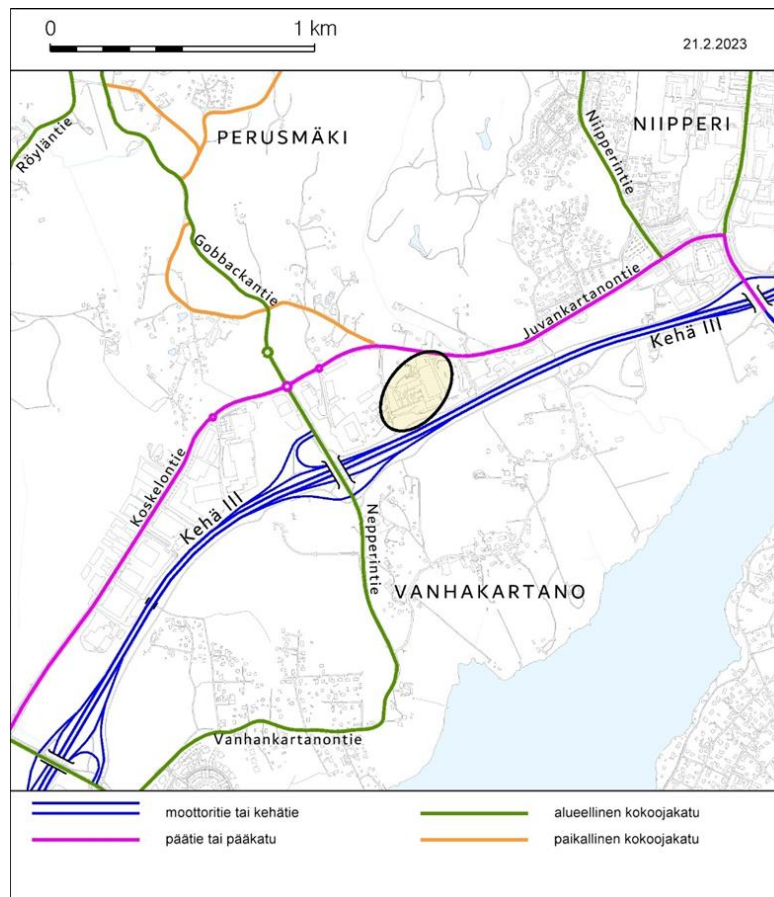 0 1 km
21.2.2023
PERUSMÄKI
NIIPPERI
Röyläntie
Niipperintie
Gobbackantie
Juvankartanontie
Kehä III
Koskelontie
Kehä III
Nepperintie
VANHAKARTANO
Vanhankartanontie
moottoritie tai kehätie
alueellinen kokoojakatu
päätie tai pääkatu
paikallinen kokoojakatu